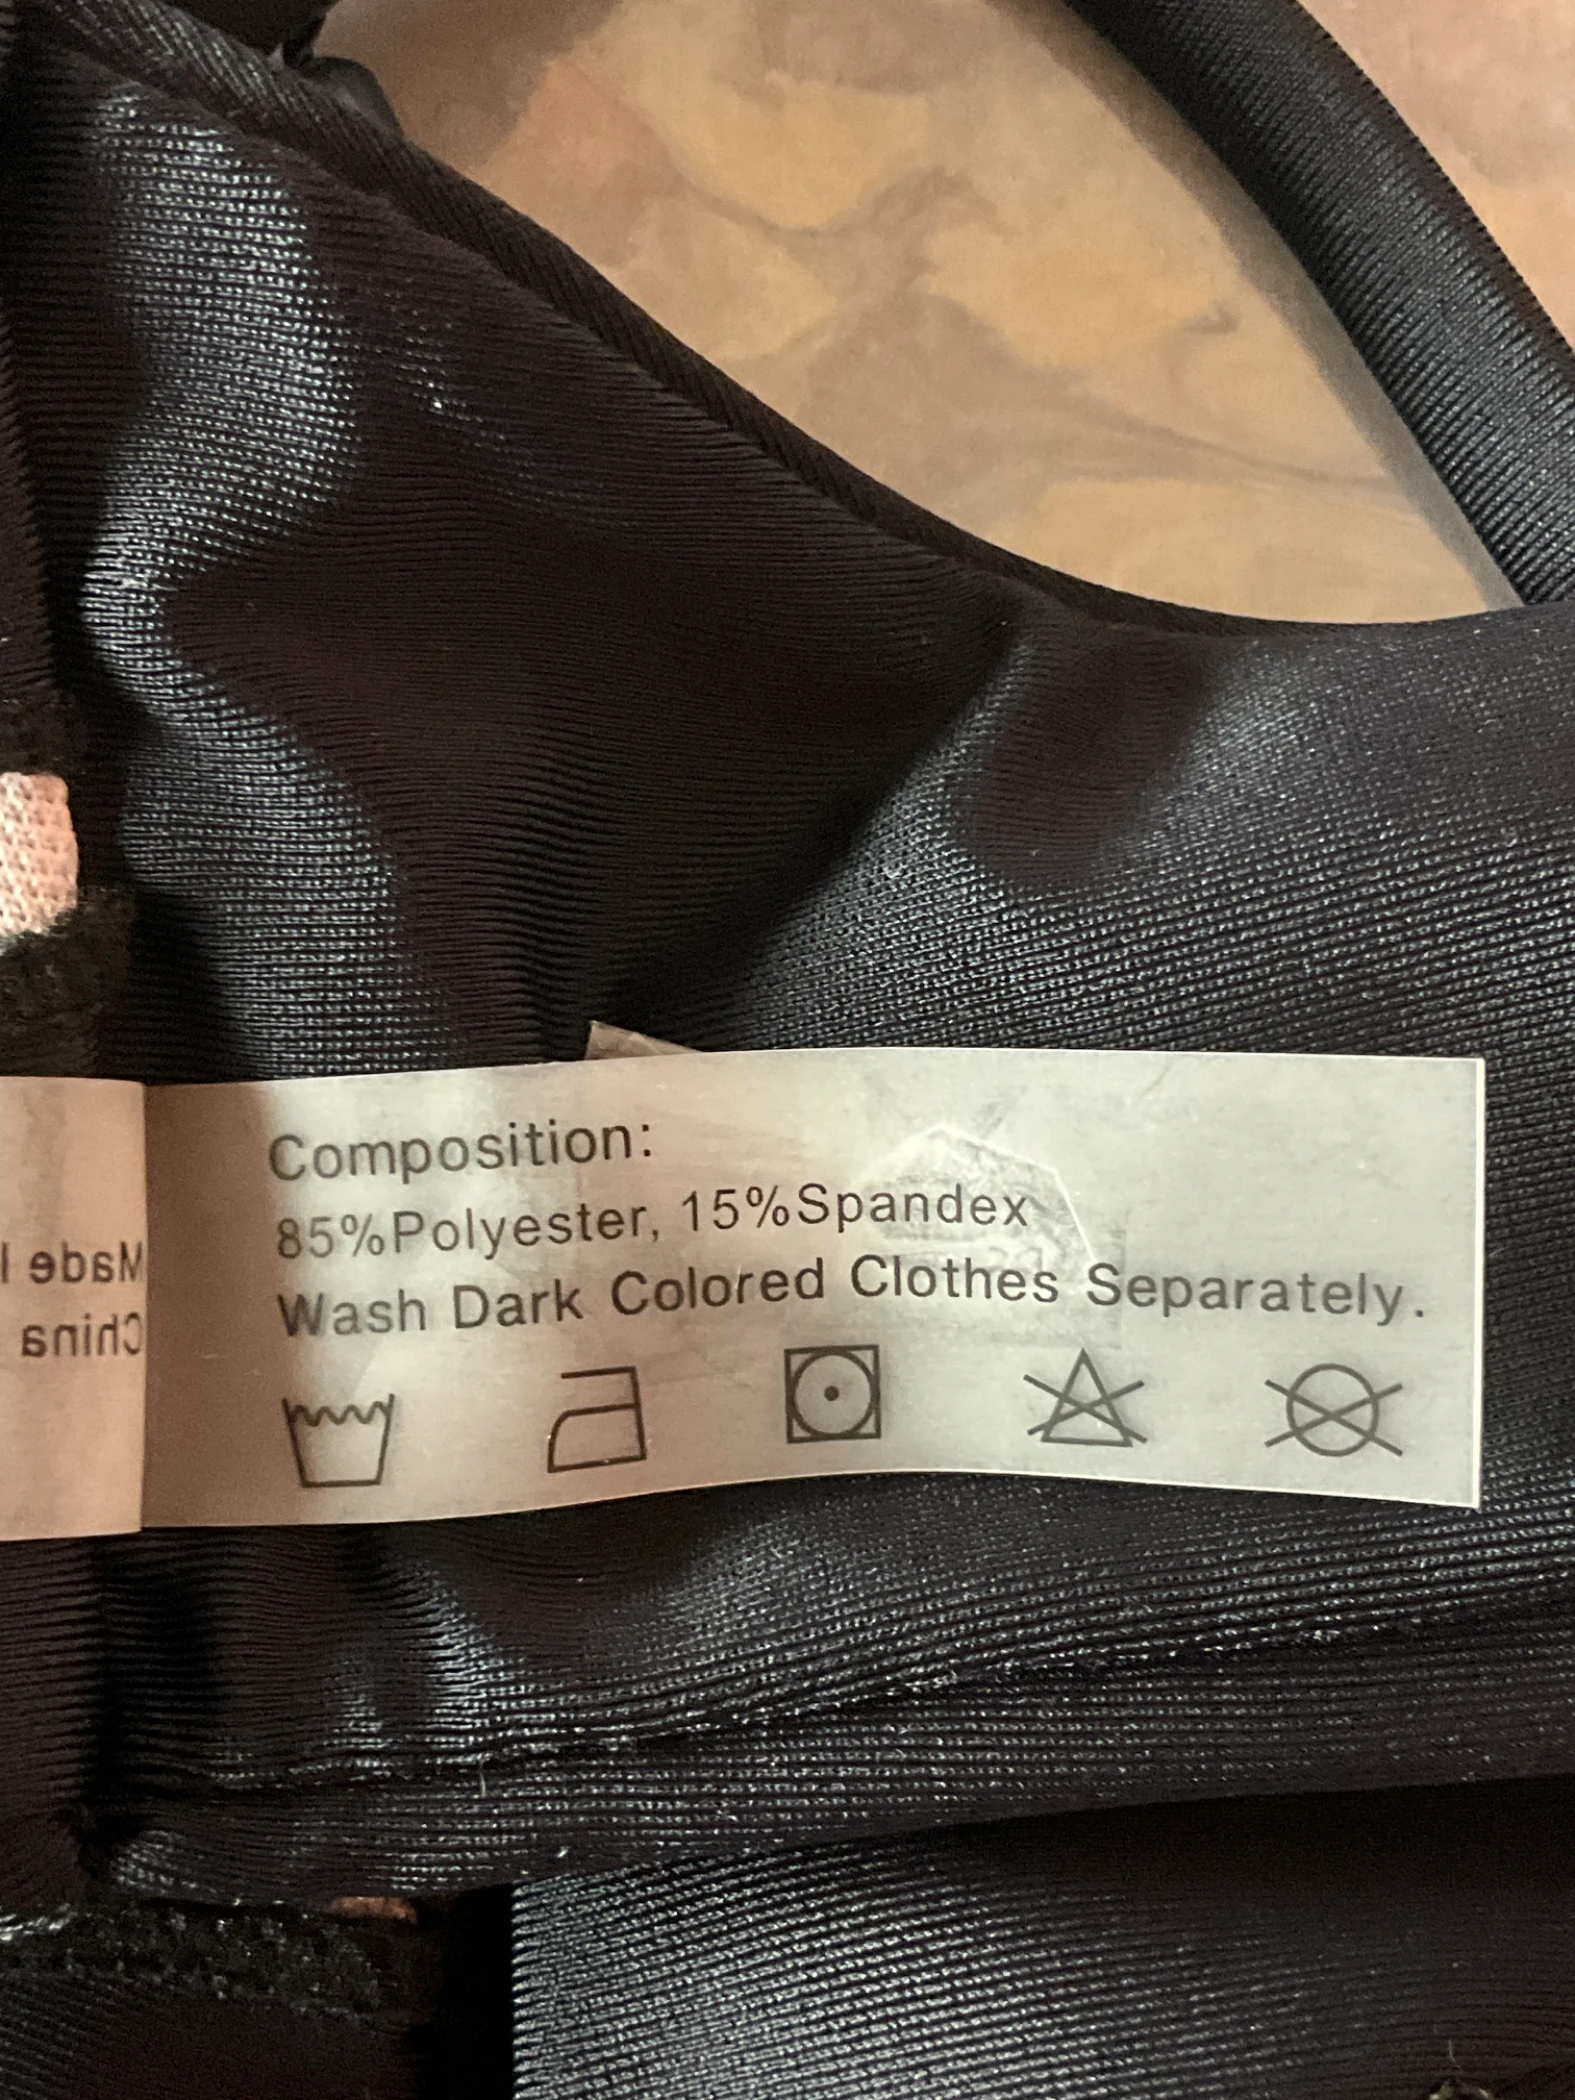 Composition:
85%Polyester, 15%Spandex
Wash Dark Colored Clothes Separately.
Made
China